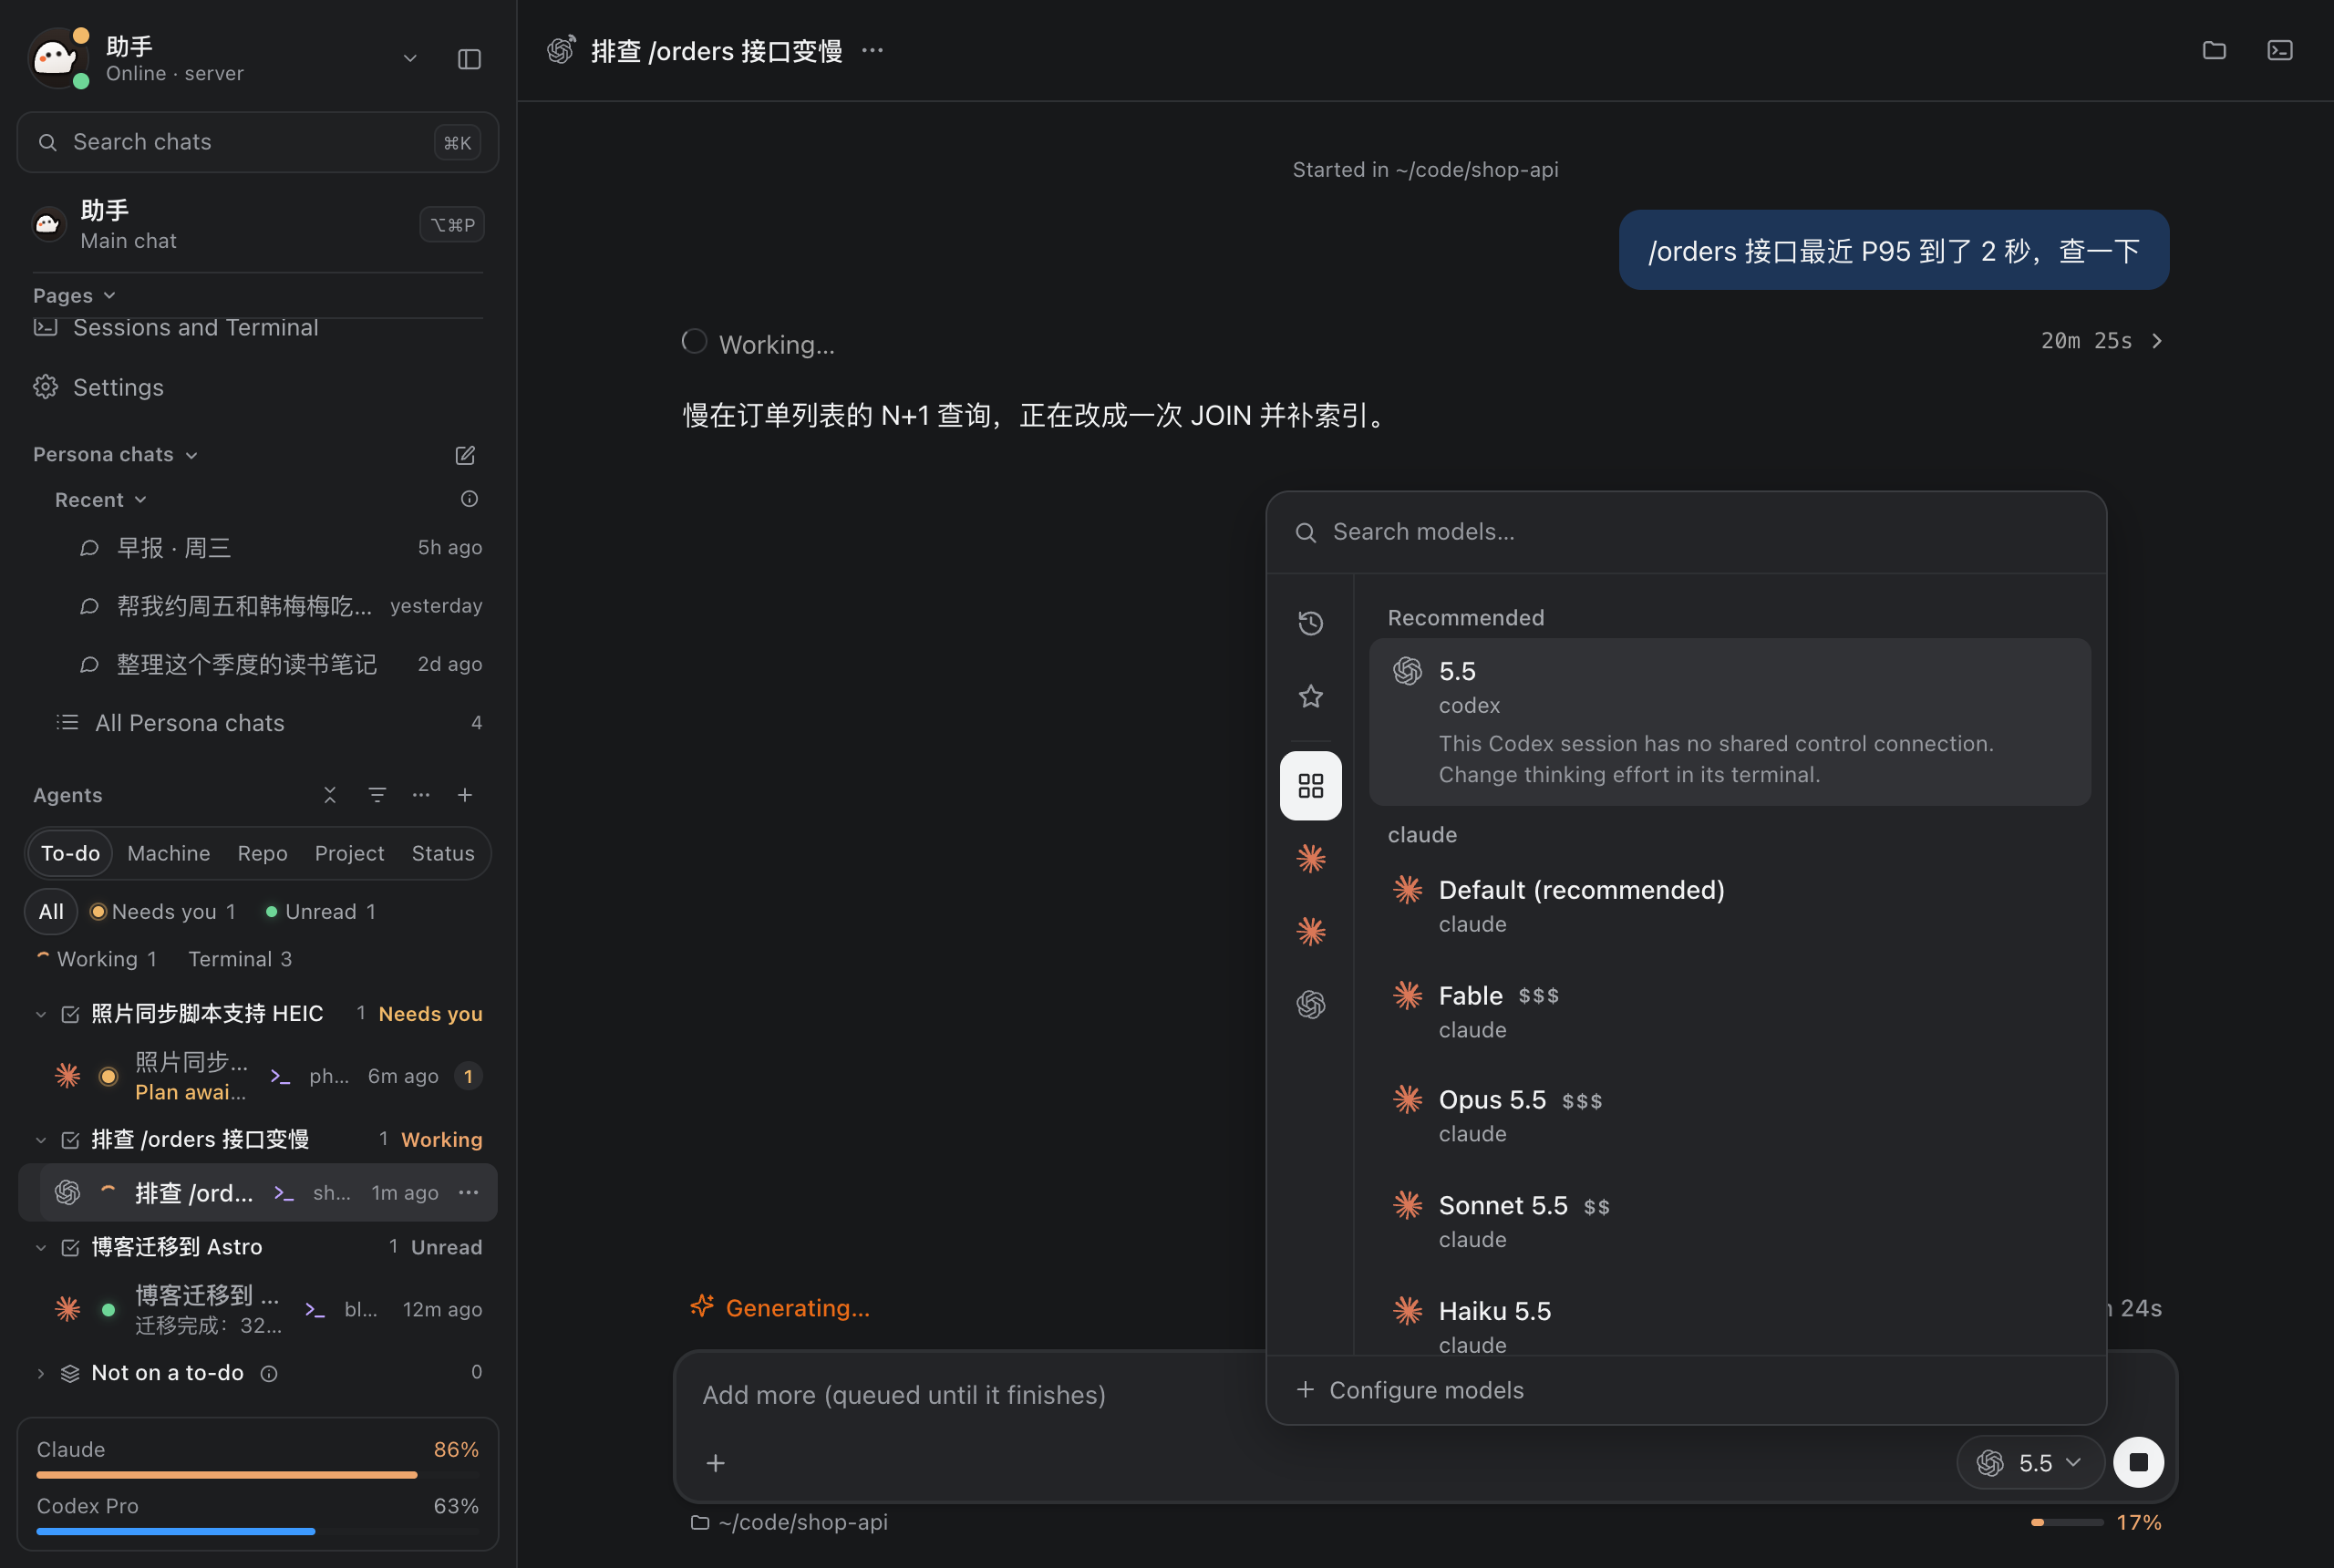 助手
Online · server
Search chats
⌘K
助手
Main chat
⌥⌘P
Pages
Sessions and Terminal
Settings
Persona chats
Recent
早报 · 周三
5h ago
帮我约周五和韩梅梅吃...
yesterday
整理这个季度的读书笔记
2d ago
All Persona chats
4
Agents
To-do
Machine
Repo
Project
Status
All
Needs you 1
Unread 1
Working 1
Terminal 3
照片同步脚本支持 HEIC
1 Needs you
照片同步...
Plan awai...
ph...
6m ago
1
排查 /orders 接口变慢
1 Working
排查 /ord...
sh...
1m ago
博客迁移到 Astro
1 Unread
博客迁移到 ...
迁移完成：32...
bl...
12m ago
Not on a to-do
0
Claude
86%
Codex Pro
63%
排查 /orders 接口变慢
Started in ~/code/shop-api
/orders 接口最近 P95 到了 2 秒，查一下
Working...
20m 25s
慢在订单列表的 N+1 查询，正在改成一次 JOIN 并补索引。
Search models...
Recommended
5.5
codex
This Codex session has no shared control connection.
Change thinking effort in its terminal.
claude
Default (recommended)
claude
Fable $$$
claude
Opus 5.5 $$$
claude
Sonnet 5.5 $$
claude
Haiku 5.5
claude
Configure models
Generating...
24s
Add more (queued until it finishes)
5.5
~/code/shop-api
17%